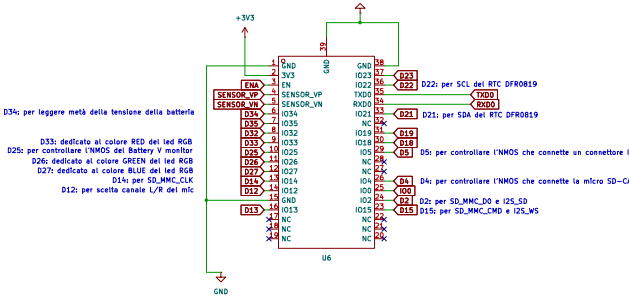 +3V3
39
GND
1 GND
GND 38
2 3V3
IO23 37 D23
ENA 3 EN
IO22 36 D22 D22: per SCL del RTC DFR0819
SENSOR_VP 4 SENSOR_VP
TXD0 35 TXD0
SENSOR_VN 5 SENSOR_VN
RXD0 34 RXD0
D34: per leggere metà della tensione della batteria D34 6 IO34
IO21 33 D21 D21: per SDA del RTC DFR0819
D35 7 IO35
NC 32
D32 8 IO32
IO19 31 D19
D33: dedicato al colore RED del led RGB D33 9 IO33
IO18 30 D18
D25: per controllare l'NMOS del Battery V monitor D25 10 IO25
IO5 29 D5 D5: per controllare l'NMOS che connette un connettore
D26: dedicato al colore GREEN del led RGB D26 11 IO26
NC 28
D27: dedicato al colore BLUE del led RGB D27 12 IO27
NC 27
D14: per SD_MMC_CLK D14 13 IO14
IO4 26 D4 D4: per controllare l'NMOS che connette la micro SD-CA
D12: per scelta canale L/R del mic D12 14 IO12
IO0 25 IO0
15 GND
IO2 24 D2 D2: per SD_MMC_D0 e I2S_SD
D13 16 IO13
IO15 23 D15 D15: per SD_MMC_CMD e I2S_WS
17 NC
NC 22
18 NC
NC 21
19 NC
NC 20
U6
GND